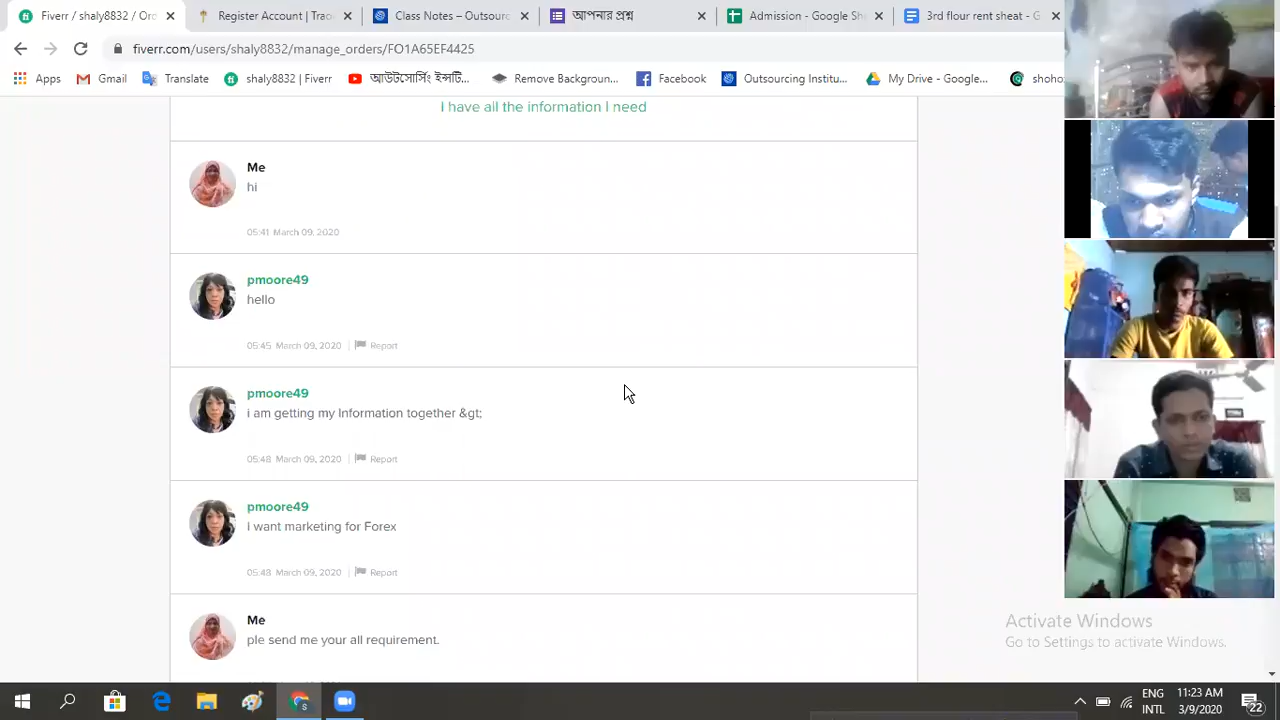 Fiverr / shaly8832 / Orc
Register Account | Trac
Class Notes – Outsourc
আপনার প্রশ্ন
Admission - Google She
3rd flour rent sheat - G
fiverr.com/users/shaly8832/manage_orders/FO1A65EF4425
Apps
Gmail
Translate
shaly8832 | Fiverr
Remove Backgroun...
Facebook
Outsourcing Institu...
My Drive - Google...
shoho
I have all the information I need
Me
hi
05:41 March 09, 2020
pmoore49
hello
05:45 March 09, 2020 | Report
pmoore49
i am getting my Information together &gt;
05:48 March 09, 2020 | Report
pmoore49
i want marketing for Forex
05:48 March 09, 2020 | Report
Me
ple send me your all requirement.
Activate Windows
Go to Settings to activate Windows.
ENG
INTL
11:23 AM
3/9/2020
22